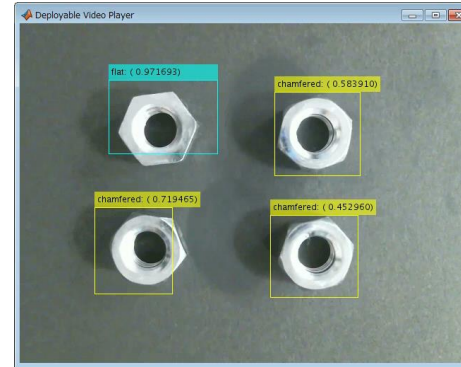 Deployable Video Player
flat: ( 0.971693)
chamfered: ( 0.583910)
chamfered: ( 0.719465)
chamfered: ( 0.452960)